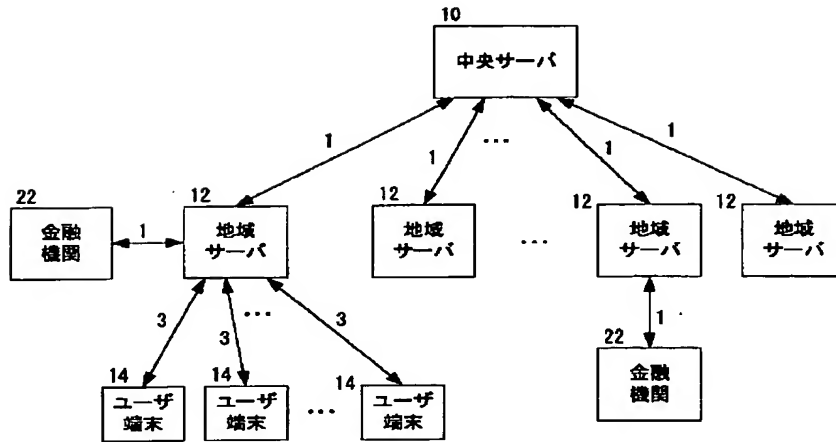 10
中央サーバ
1
1
...
1
1
22
金融
機関
1
12
地域
サーバ
12
地域
サーバ
...
12
地域
サーバ
12
地域
サーバ
3
3
...
3
1
14
ユーザ
端末
14
ユーザ
端末
...
14
ユーザ
端末
22
金融
機関